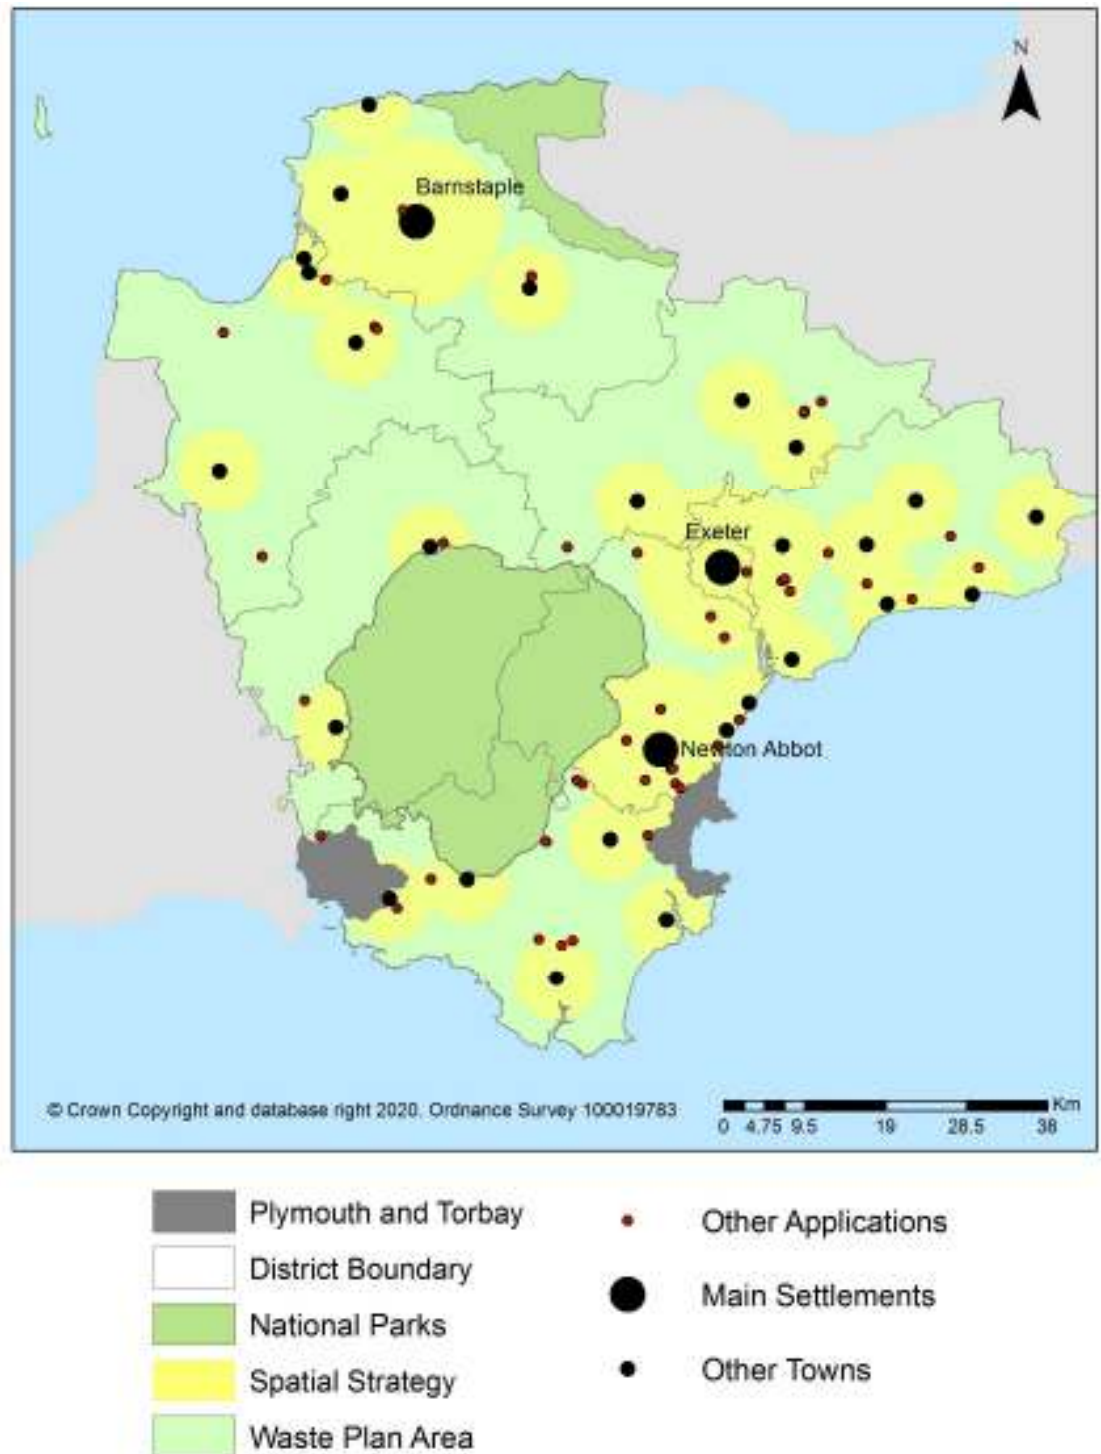 N
Barnstaple
Exeter
Newton Abbot
© Crown Copyright and database right 2020. Ordnance Survey 100019783
Km
0 4.75 9.5 19 28.5 38
Plymouth and Torbay
District Boundary
National Parks
Spatial Strategy
Waste Plan Area
Other Applications
Main Settlements
Other Towns